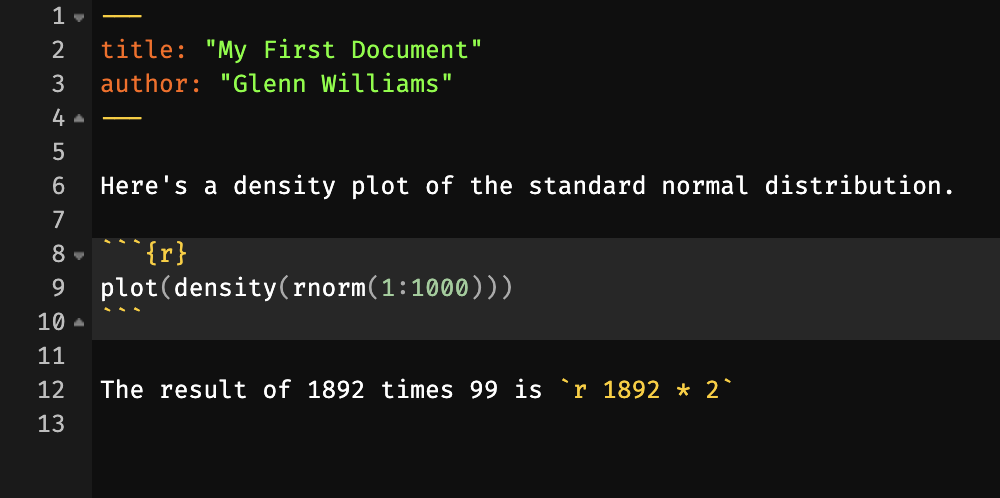 1 ---
2 title: "My First Document"
3 author: "Glenn Williams"
4 ---
5
6 Here's a density plot of the standard normal distribution.
7
8 ```{r}
9 plot(density(rnorm(1:1000)))
10 ```
11
12 The result of 1892 times 99 is `r 1892 * 2`
13